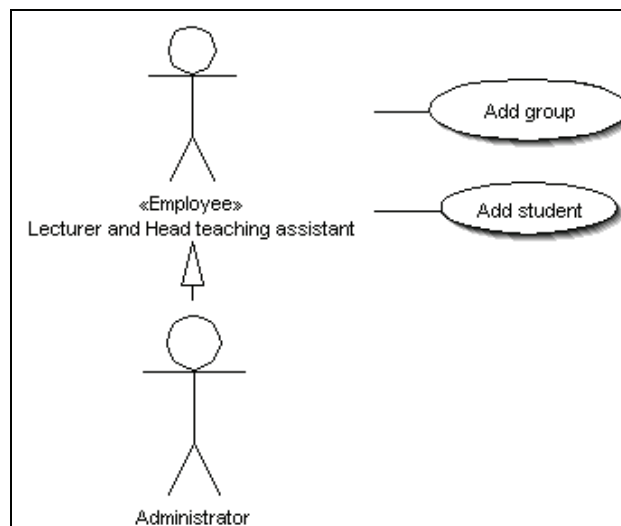 Add group
«Employee»
Lecturer and Head teaching assistant
Add student
Administrator